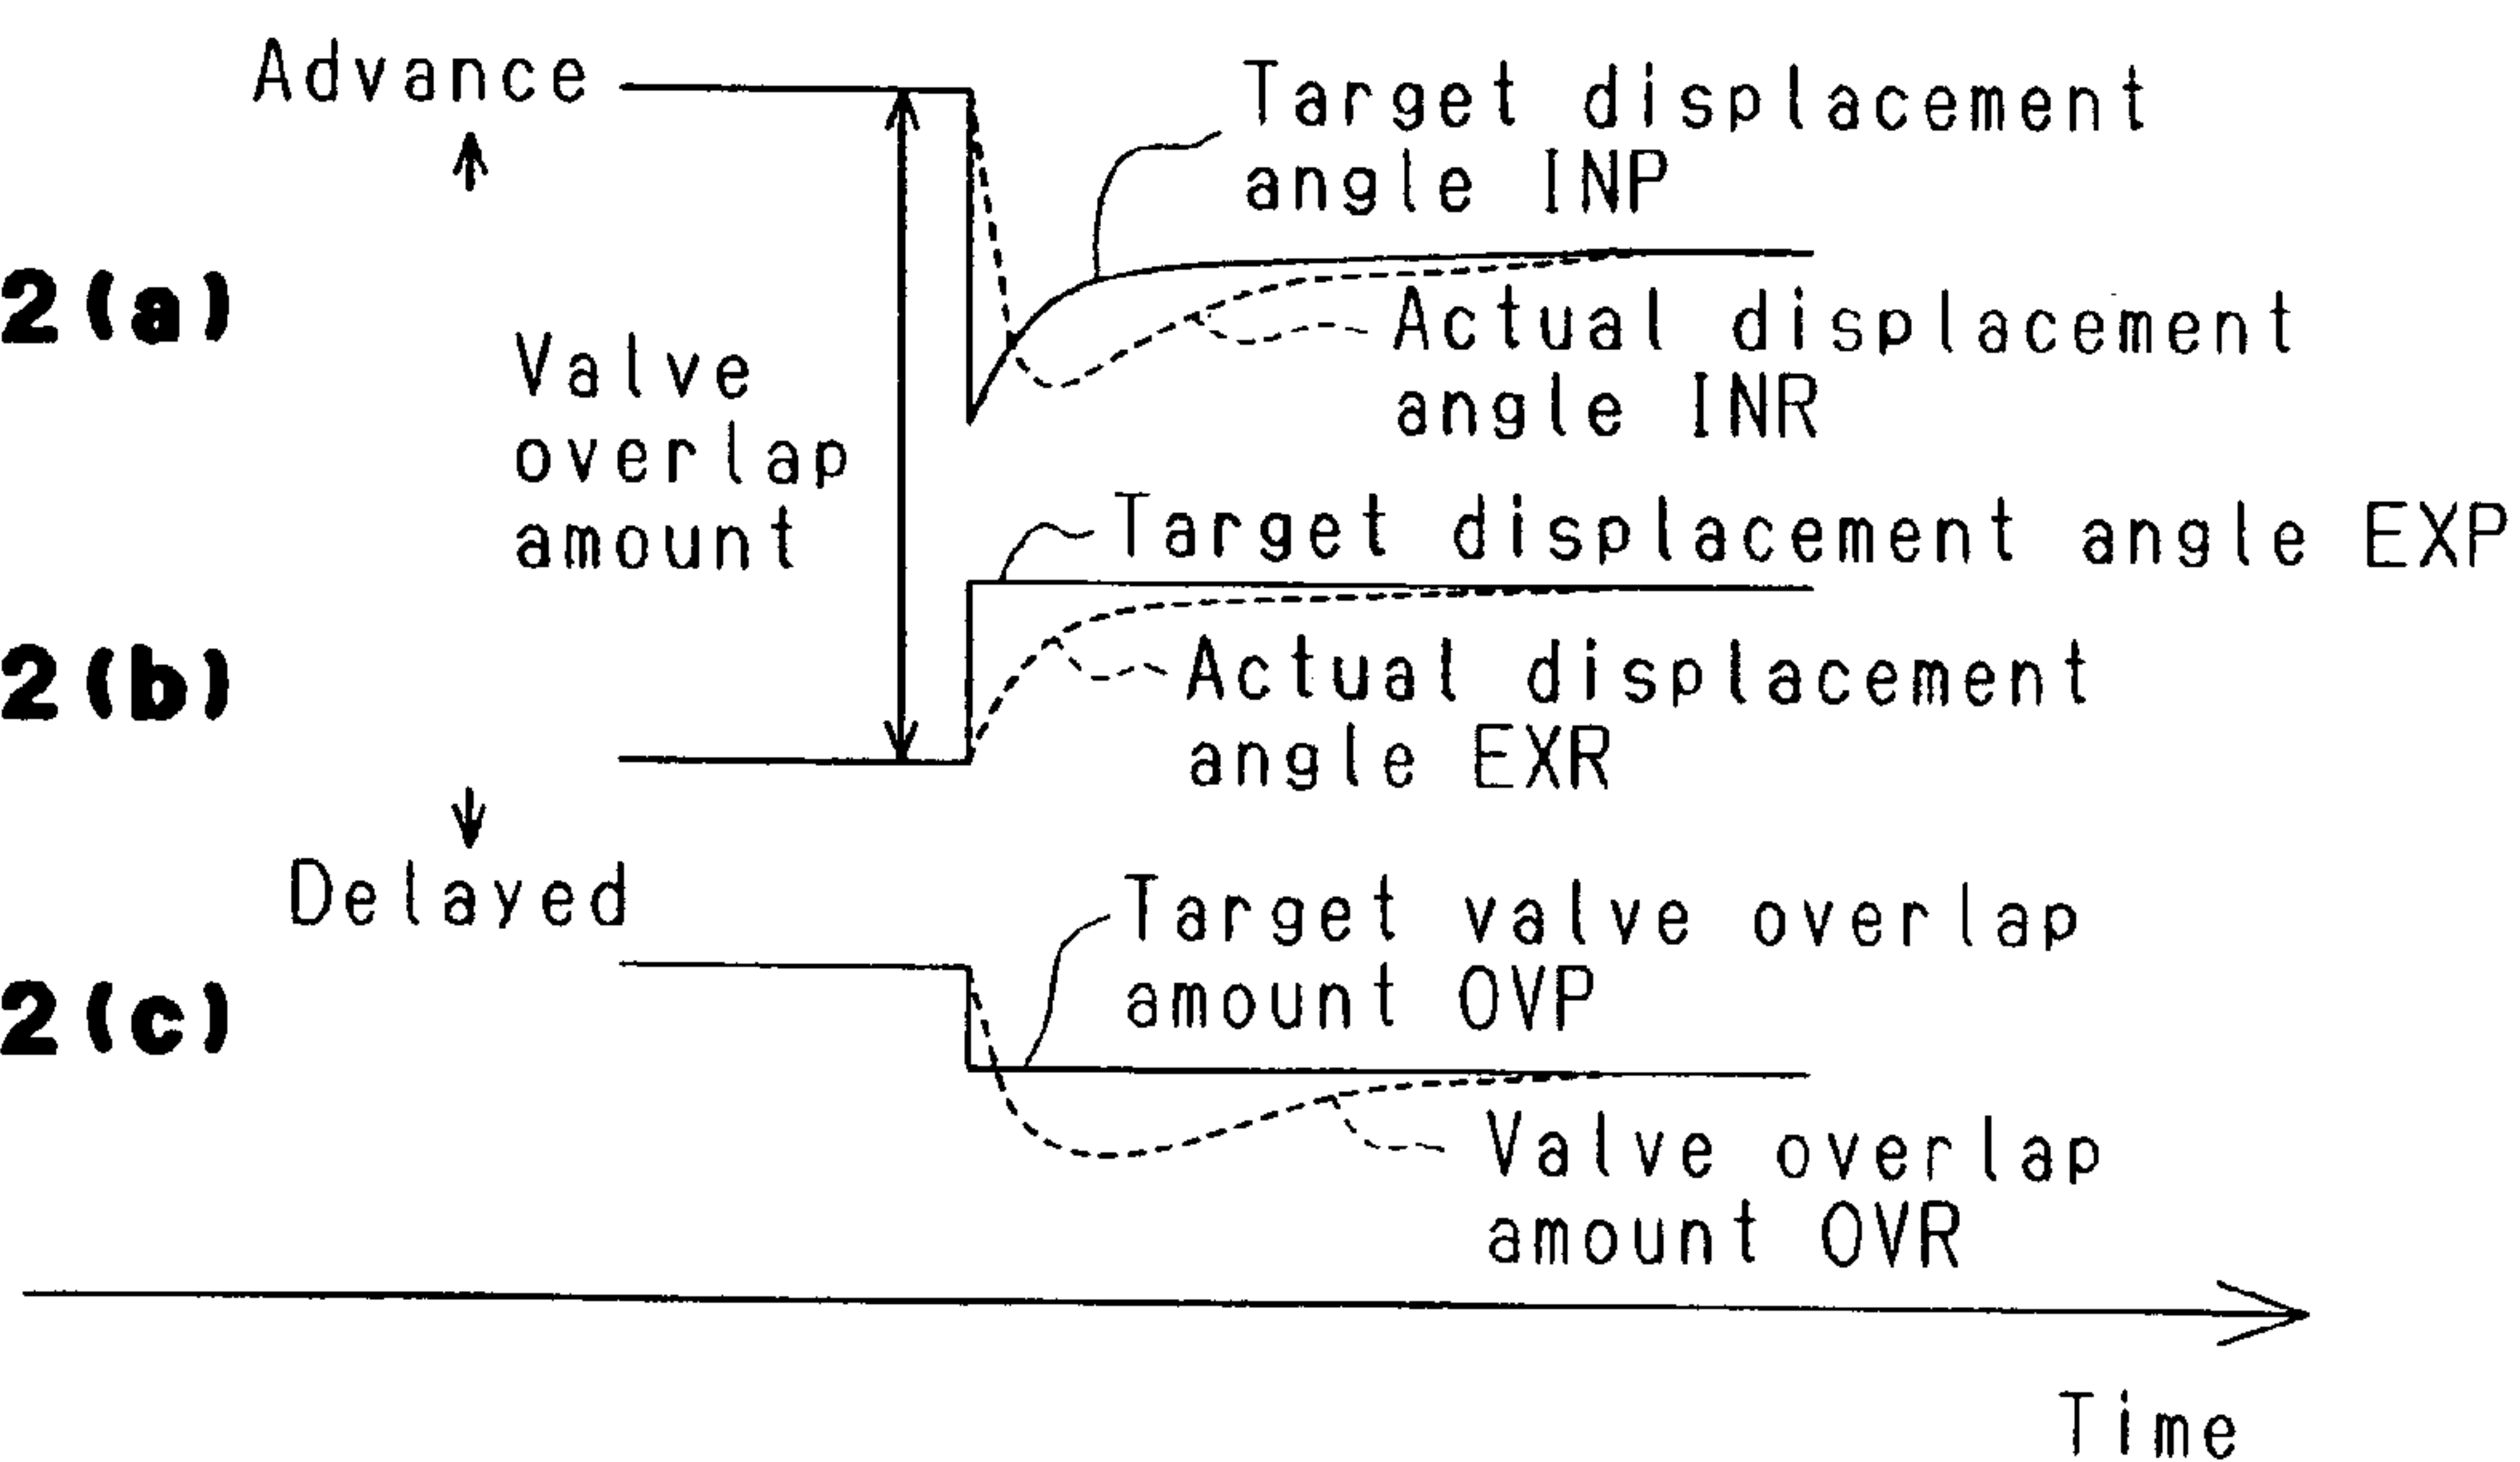 Advance
Target displacement
angle INP
2(a)
Actual displacement
angle INR
Valve
overlap
amount
Target displacement angle EXP
2(b)
Actual displacement
angle EXR
Delayed
Target valve overlap
amount OVP
2(c)
Valve overlap
amount OVR
Time